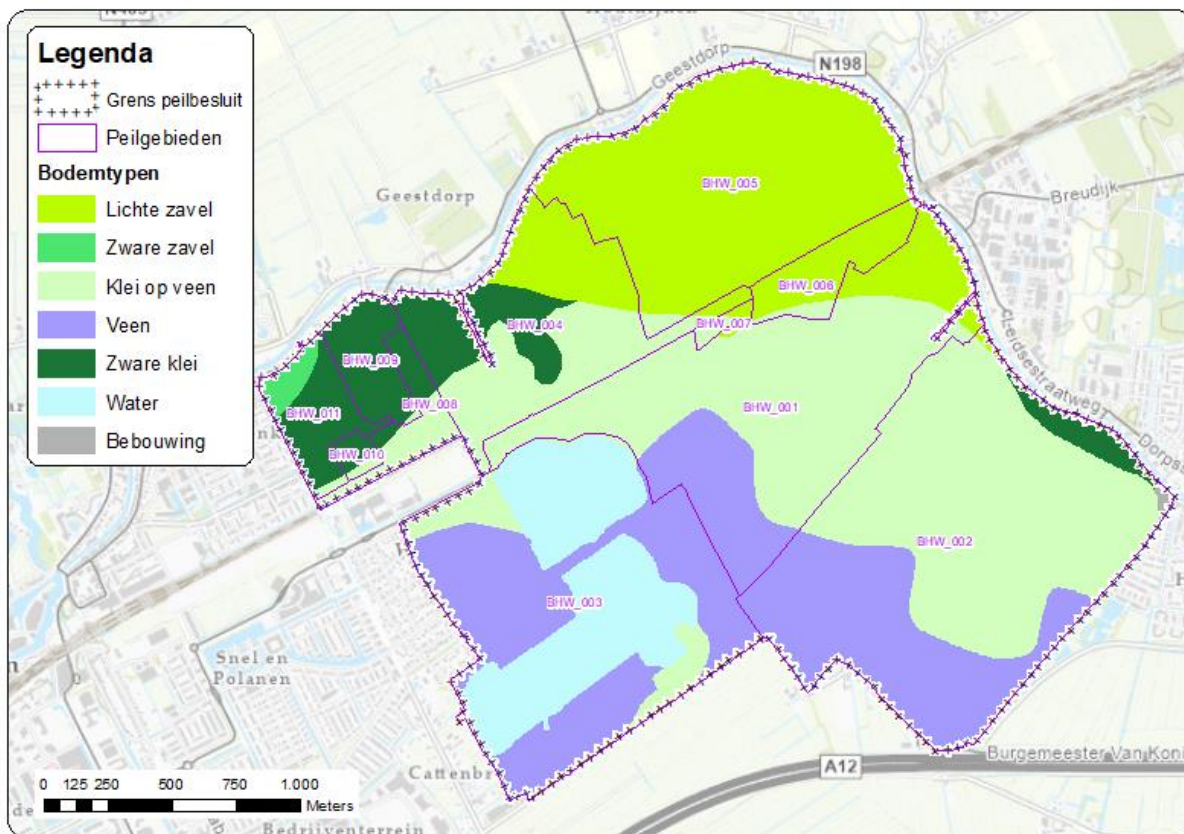 Legenda
Grens peilbesluit
Peilgebieden
Bodemtypen
Lichte zavel
Zware zavel
Klei op veen
Veen
Zware klei
Water
Bebouwing
Geestdorp
N198
Geestdorp
Breudijk
BHW_005
BHW_006
BHW_007
BHW_004
Leidsestraatweg
BHW_009
BHW_008
BHW_011
BHW_010
BHW_001
BHW_002
BHW_003
Snel en
Polanen
Cattenbr
A12
Burgemeester Van Koni
Bedrijventerrein
0 125 250 500 750 1.000
Meters